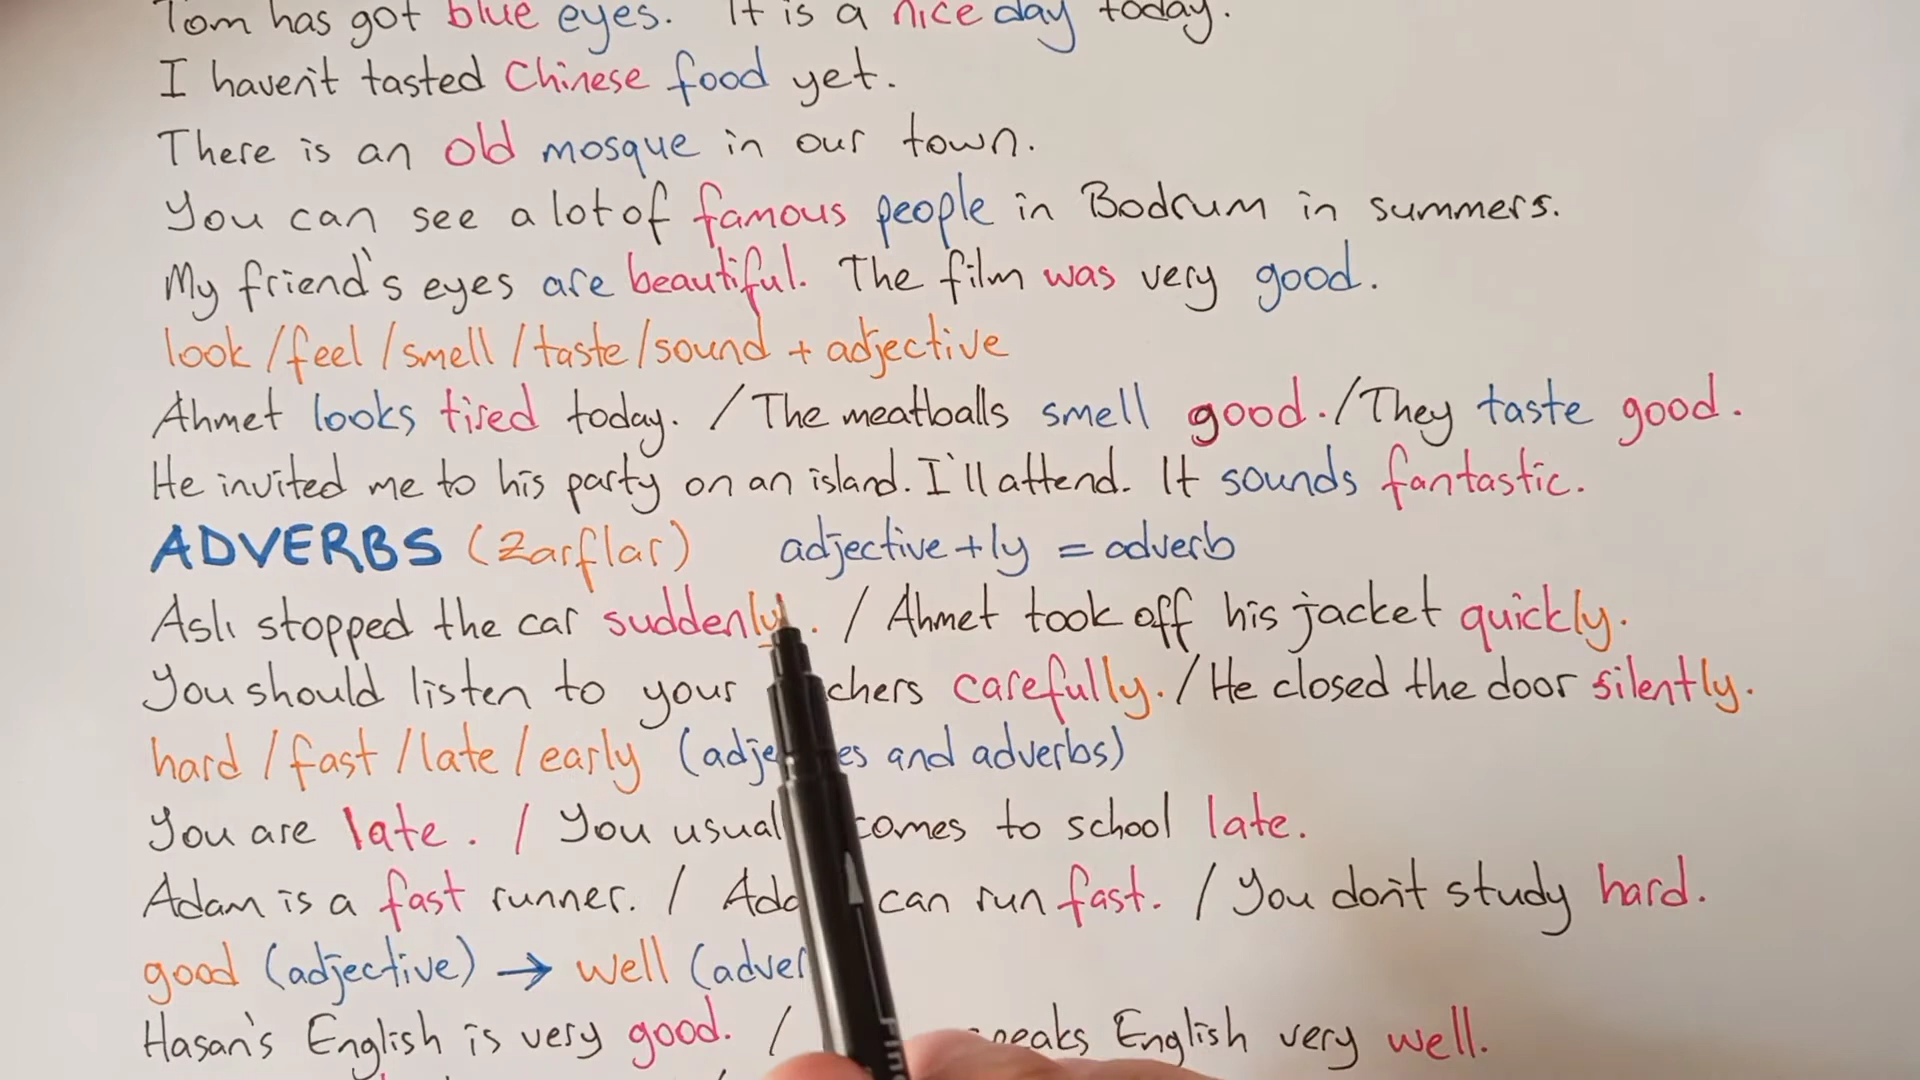 Tom has got blue eyes. It is a nice day today.
I haven't tasted Chinese food yet.
There is an old mosque in our town.
You can see a lot of famous people in Bodrum in summers.
My friend's eyes are beautiful. The film was very good.
look / feel / smell / taste / sound + adjective
Ahmet looks tired today. / The meatballs smell good. / They taste good.
He invited me to his party on an island. I'll attend. It sounds fantastic.
ADVERBS (Zarflar) adjective + ly = adverb
Aslı stopped the car suddenly. / Ahmet took off his jacket quickly.
You should listen to your chers carefully. / He closed the door silently.
hard / fast / late / early (adje es and adverbs)
You are late. / You usual comes to school late.
Adam is a fast runner. / Ada can run fast. / You don't study hard.
good (adjective) → well (adver
Hasan's English is very good. / peaks English very well.